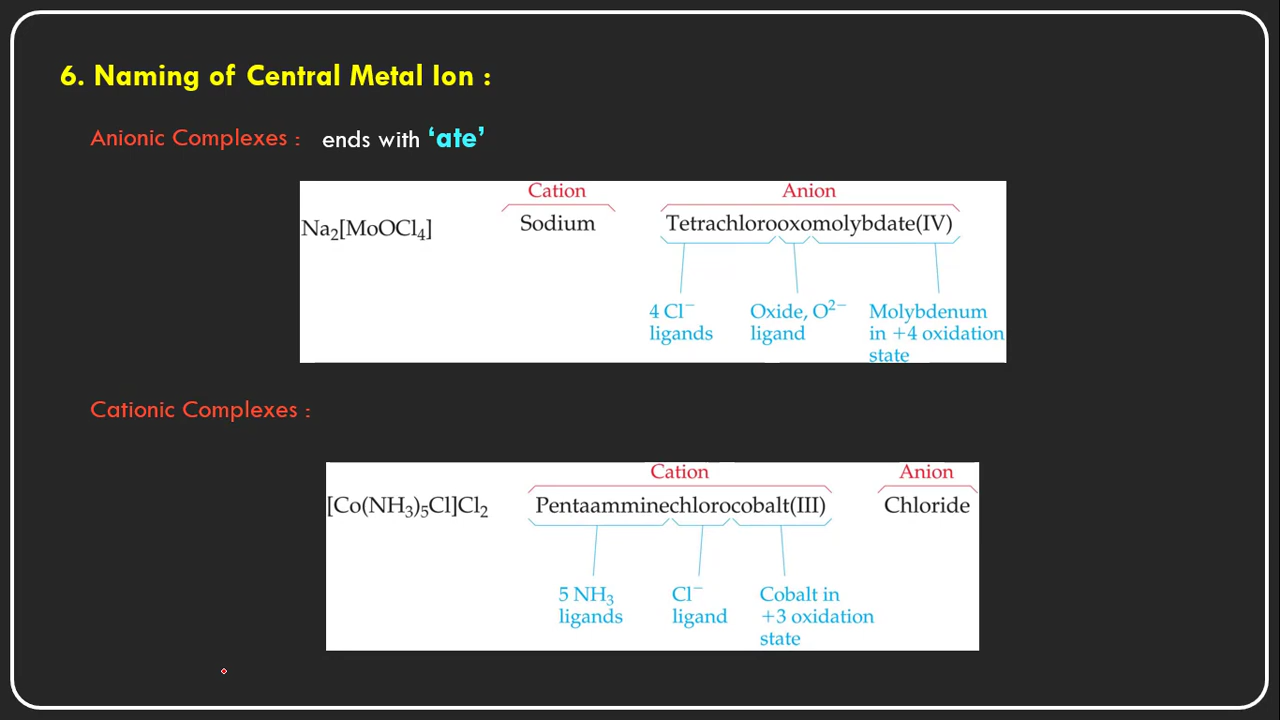 6. Naming of Central Metal Ion :
Anionic Complexes : ends with ‘ate’
Cation Anion
Na₂[MoOCl₄] Sodium Tetrachlorooxomolybdate(IV)
4 Cl⁻ Oxide, O²⁻ Molybdenum
ligands ligand in +4 oxidation
state
Cationic Complexes :
Cation Anion
[Co(NH₃)₅Cl]Cl₂ Pentaamminechlorocobalt(III) Chloride
5 NH₃ Cl⁻ Cobalt in
ligands ligand +3 oxidation
state